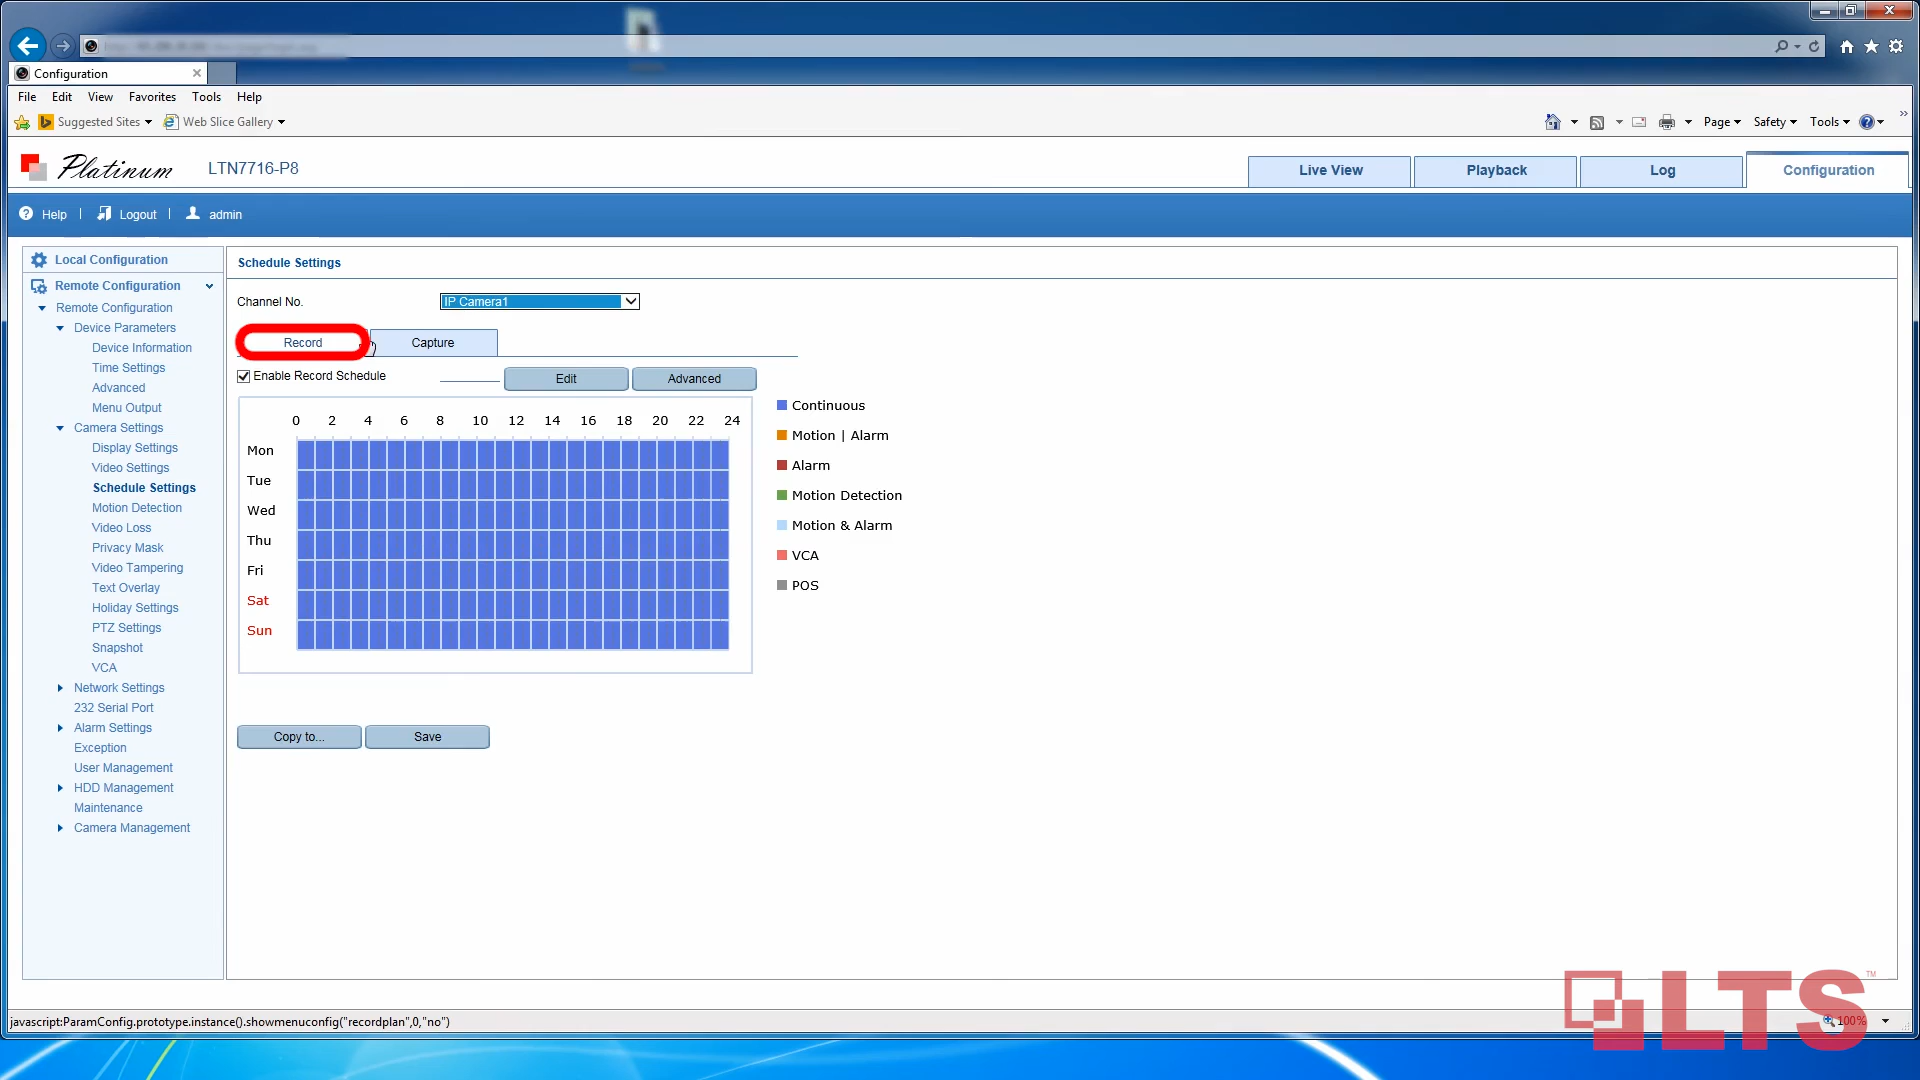 Configuration
File Edit View Favorites Tools Help
Suggested Sites Web Slice Gallery Page Safety Tools
Platinum LTN7716-P8 Live View Playback Log Configuration
Help | Logout | admin
Local Configuration
Remote Configuration
Remote Configuration
Device Parameters
Device Information
Time Settings
Advanced
Menu Output
Camera Settings
Display Settings
Video Settings
Schedule Settings
Motion Detection
Video Loss
Privacy Mask
Video Tampering
Text Overlay
Holiday Settings
PTZ Settings
Snapshot
VCA
Network Settings
232 Serial Port
Alarm Settings
Exception
User Management
HDD Management
Maintenance
Camera Management
Schedule Settings
Channel No. IP Camera1
Record Capture
Enable Record Schedule Edit Advanced
0 2 4 6 8 10 12 14 16 18 20 22 24
Mon
Tue
Wed
Thu
Fri
Sat
Sun
Continuous
Motion | Alarm
Alarm
Motion Detection
Motion & Alarm
VCA
POS
Copy to... Save
LTS™
javascript:ParamConfig.prototype.instance().showmenuconfig("recordplan",0,"no") 100%